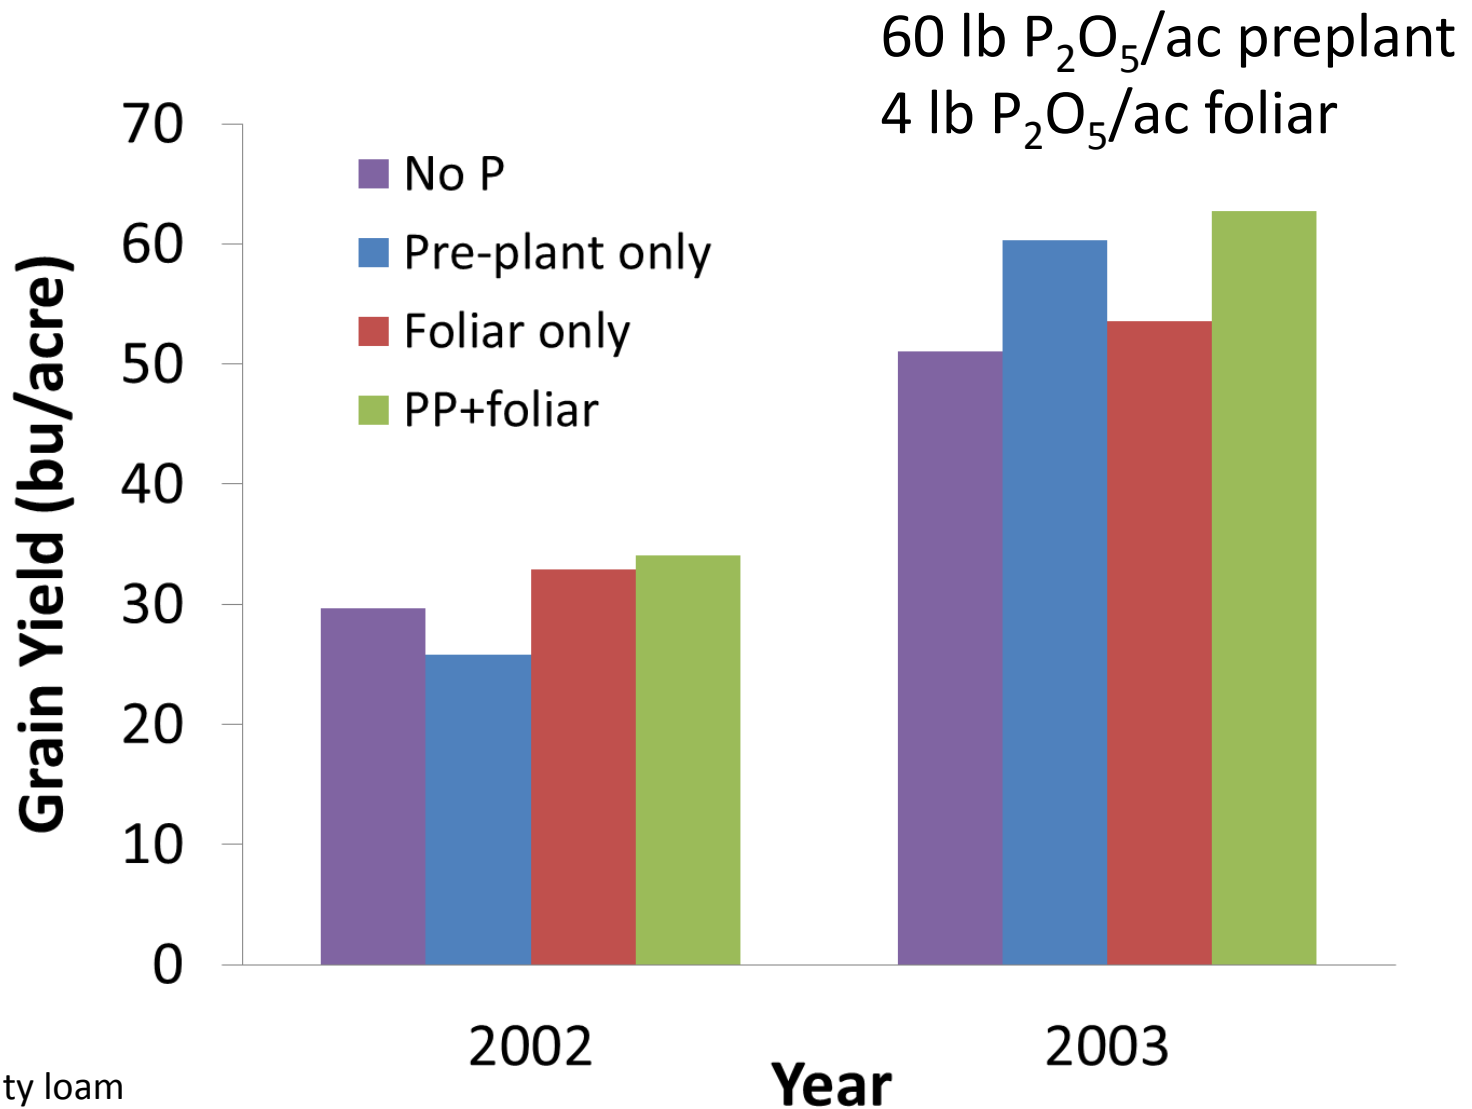 60 lb P₂O₅/ac preplant
4 lb P₂O₅/ac foliar
70
60
50
40
30
20
10
0
Grain Yield (bu/acre)
No P
Pre-plant only
Foliar only
PP+foliar
2002
2003
Year
ty loam